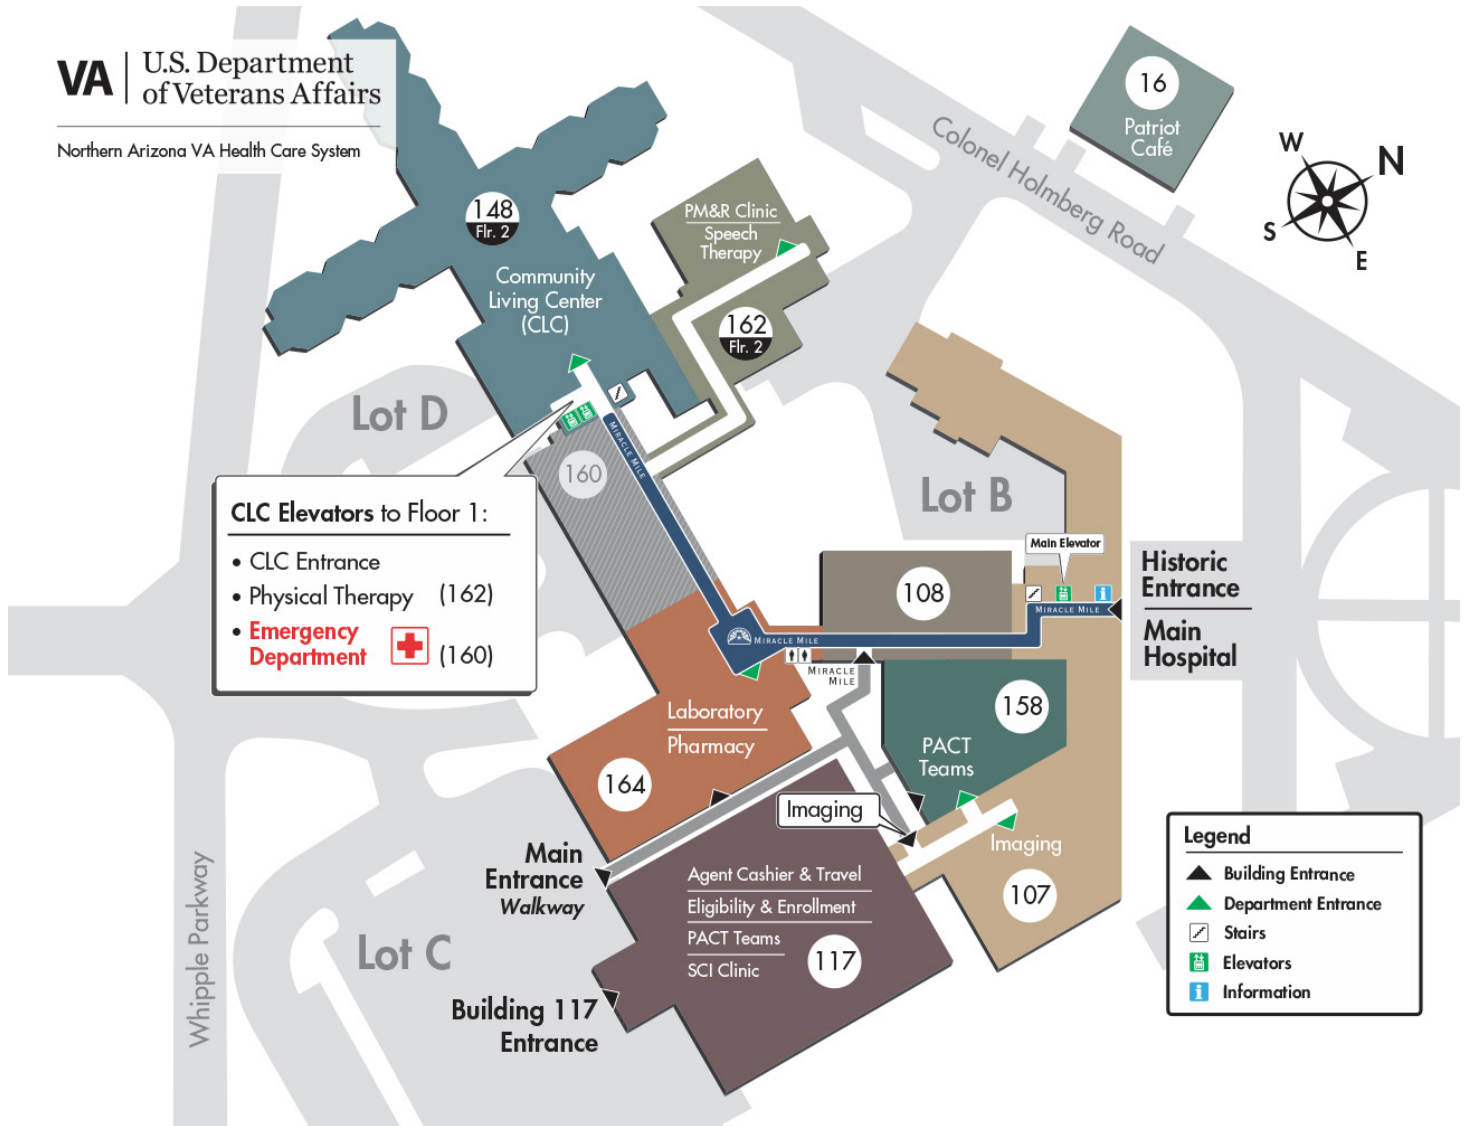 VA
U.S. Department
of Veterans Affairs
Northern Arizona VA Health Care System
16
Patriot
Café
W
N
S
E
Colonel Holmberg Road
148
Flr. 2
Community
Living Center
(CLC)
PM&R Clinic
Speech
Therapy
162
Flr. 2
Lot D
MIRACLE MILE
160
Lot B
CLC Elevators to Floor 1:
• CLC Entrance
• Physical Therapy (162)
• Emergency
Department (160)
Main Elevator
108
Historic
Entrance
Main
Hospital
MIRACLE MILE
MIRACLE MILE
MIRACLE
MILE
Laboratory
Pharmacy
164
158
PACT
Teams
Imaging
Imaging
107
Main
Entrance
Walkway
Agent Cashier & Travel
Eligibility & Enrollment
PACT Teams
SCI Clinic
117
Lot C
Building 117
Entrance
Whipple Parkway
Legend
Building Entrance
Department Entrance
Stairs
Elevators
Information